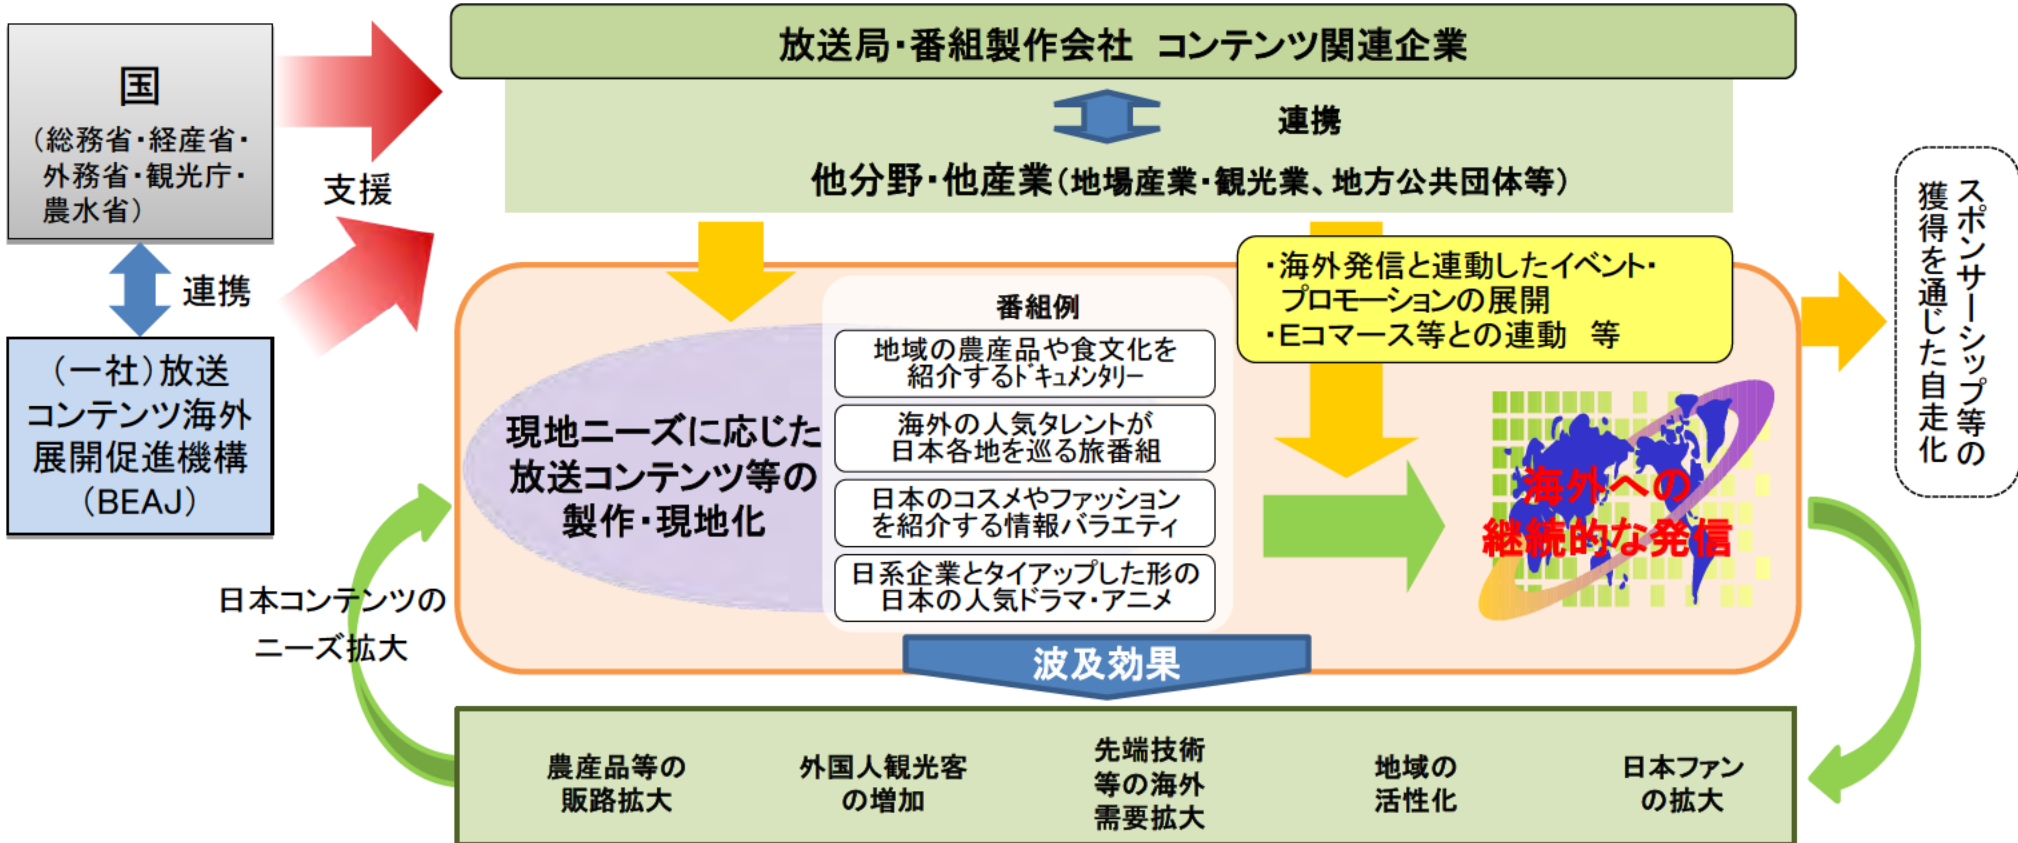 国
（総務省・経産省・
外務省・観光庁・
農水省）
連携
（一社）放送
コンテンツ海外
展開促進機構
（BEAJ）
支援
放送局・番組製作会社 コンテンツ関連企業
連携
他分野・他産業（地場産業・観光業、地方公共団体等）
・海外発信と連動したイベント・
プロモーションの展開
・Eコマース等との連動 等
番組例
地域の農産品や食文化を
紹介するドキュメンタリー
海外の人気タレントが
日本各地を巡る旅番組
日本のコスメやファッション
を紹介する情報バラエティ
日系企業とタイアップした形の
日本の人気ドラマ・アニメ
現地ニーズに応じた
放送コンテンツ等の
製作・現地化
海外への
継続的な発信
スポンサーシップ等の
獲得を通じた自走化
日本コンテンツの
ニーズ拡大
波及効果
農産品等の
販路拡大
外国人観光客
の増加
先端技術
等の海外
需要拡大
地域の
活性化
日本ファン
の拡大